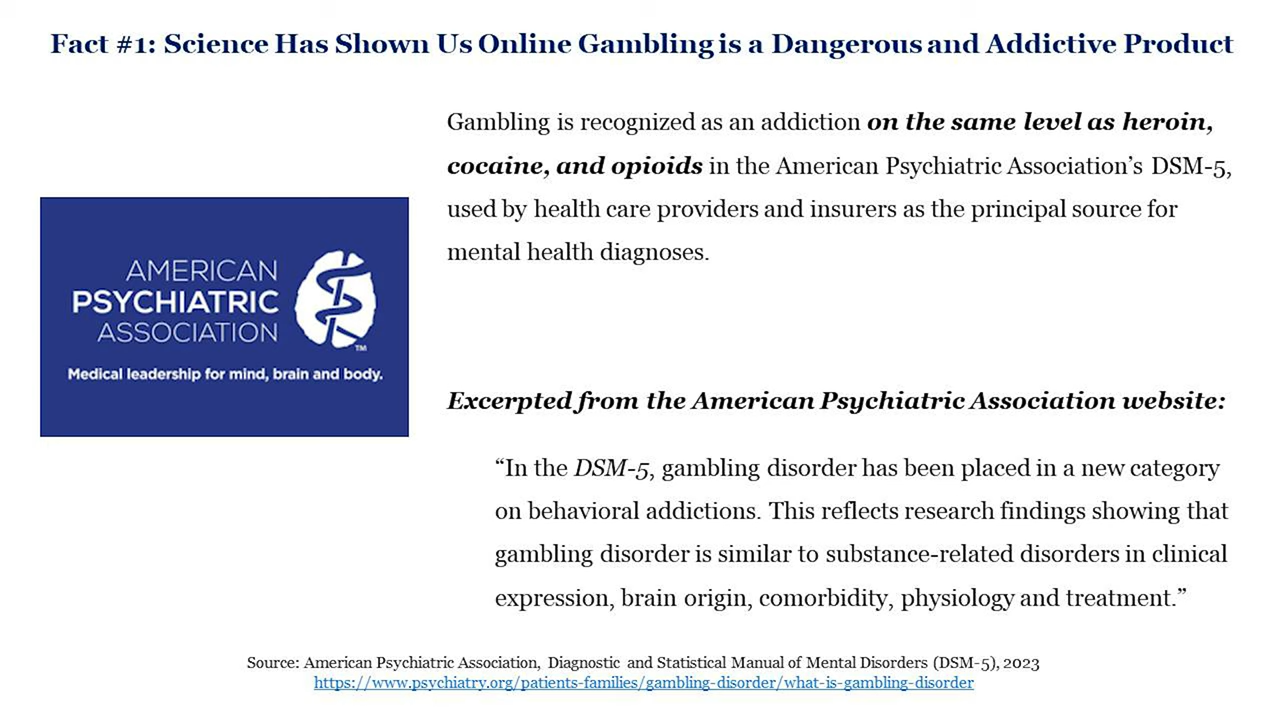 Fact #1: Science Has Shown Us Online Gambling is a Dangerous and Addictive Product
Gambling is recognized as an addiction on the same level as heroin,
cocaine, and opioids in the American Psychiatric Association’s DSM-5,
used by health care providers and insurers as the principal source for
mental health diagnoses.
AMERICAN
PSYCHIATRIC
ASSOCIATION
TM
Medical leadership for mind, brain and body.
Excerpted from the American Psychiatric Association website:
“In the DSM-5, gambling disorder has been placed in a new category
on behavioral addictions. This reflects research findings showing that
gambling disorder is similar to substance-related disorders in clinical
expression, brain origin, comorbidity, physiology and treatment.”
Source: American Psychiatric Association, Diagnostic and Statistical Manual of Mental Disorders (DSM-5), 2023
https://www.psychiatry.org/patients-families/gambling-disorder/what-is-gambling-disorder